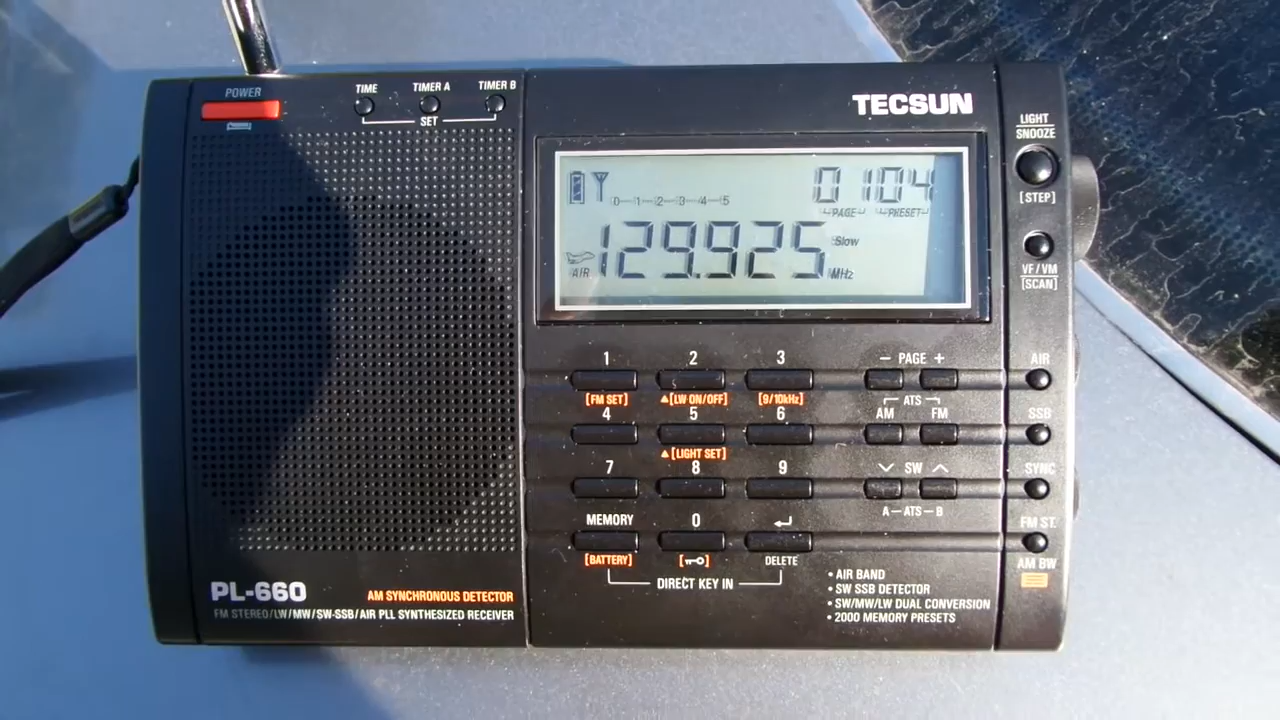 POWER
TIME TIMER A TIMER B
SET
TECSUN
LIGHT
SNOOZE
[STEP]
0-1-2-3-4-5
0104
PAGE PRESET
129.925
Slow
AIR
MHz
VF/VM
[SCAN]
1 2 3 - PAGE + AIR
[FM SET] [LW ON/OFF] [9/10kHz] ATS
4 5 6 AM FM SSB
[LIGHT SET]
7 8 9 SW SYNC
A-ATS-B
MEMORY 0 FM ST.
[BATTERY] DELETE AM BW
DIRECT KEY IN
PL-660
AM SYNCHRONOUS DETECTOR
FM STEREO/LW/MW/SW-SSB/AIR PLL SYNTHESIZED RECEIVER
• AIR BAND
• SW SSB DETECTOR
• SW/MW/LW DUAL CONVERSION
• 2000 MEMORY PRESETS